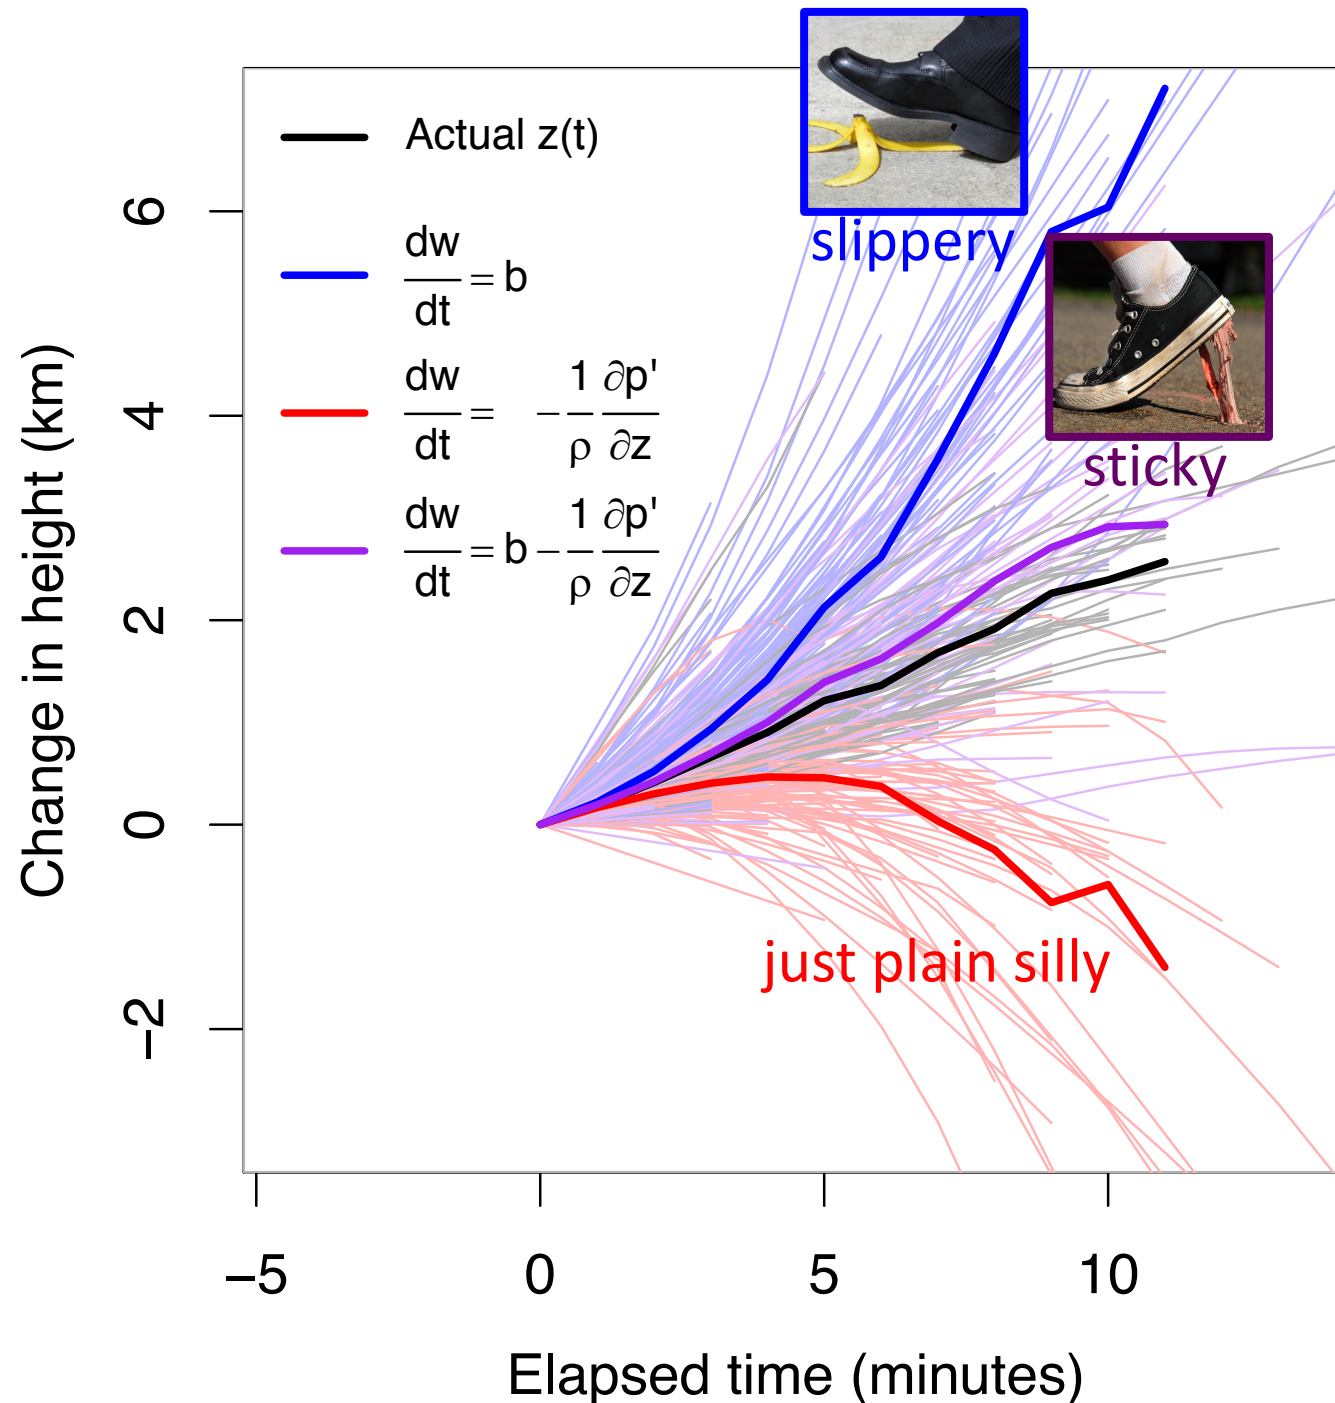 Actual z(t)
dw/dt = b
dw/dt = − 1/ρ ∂p'/∂z
dw/dt = b − 1/ρ ∂p'/∂z
slippery
sticky
just plain silly
Change in height (km)
6
4
2
0
−2
−5 0 5 10
Elapsed time (minutes)